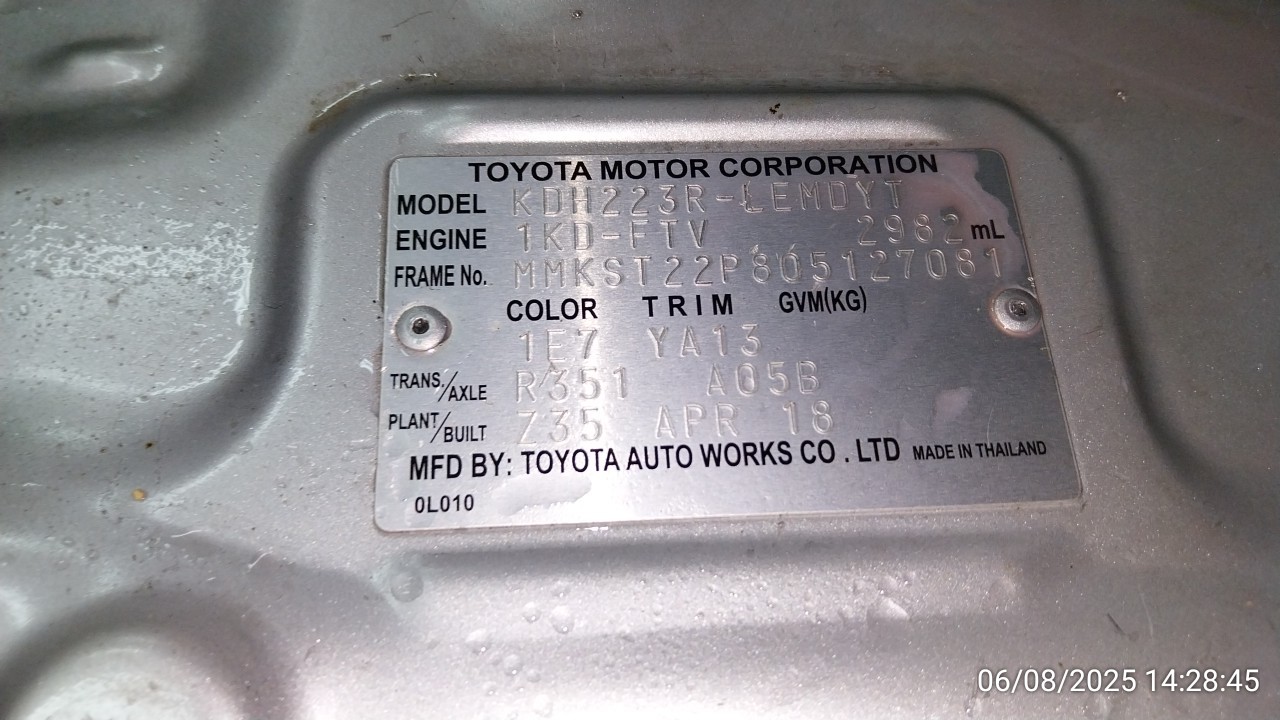 TOYOTA MOTOR CORPORATION
MODEL KDH223R-LEMDYT
ENGINE 1KD-FTV 2982 mL
FRAME No. MMKST22P805127081
COLOR TRIM GVM(KG)
1E7 YA13
TRANS./AXLE R351 A05B
PLANT/BUILT Z35 APR 18
MFD BY: TOYOTA AUTO WORKS CO . LTD MADE IN THAILAND
0L010
06/08/2025 14:28:45